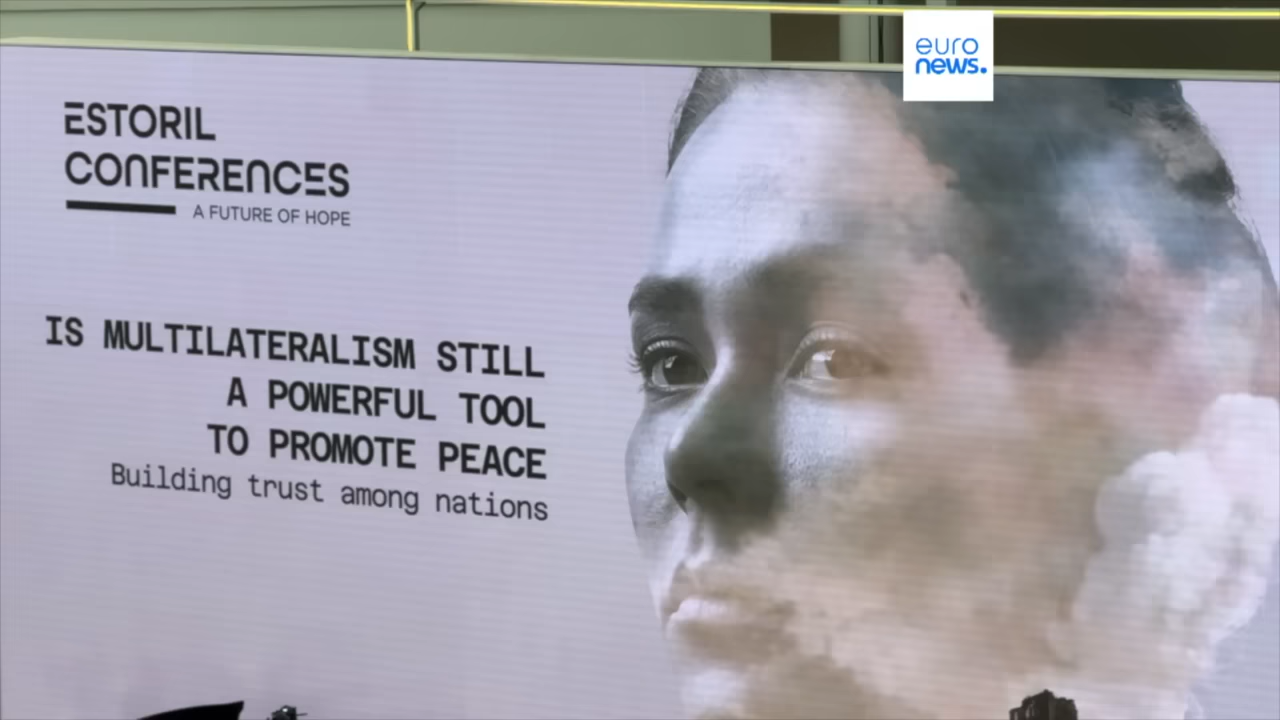 euro
news.
ESTORIL
CONFERENCES
A FUTURE OF HOPE
IS MULTILATERALISM STILL
A POWERFUL TOOL
TO PROMOTE PEACE
Building trust among nations